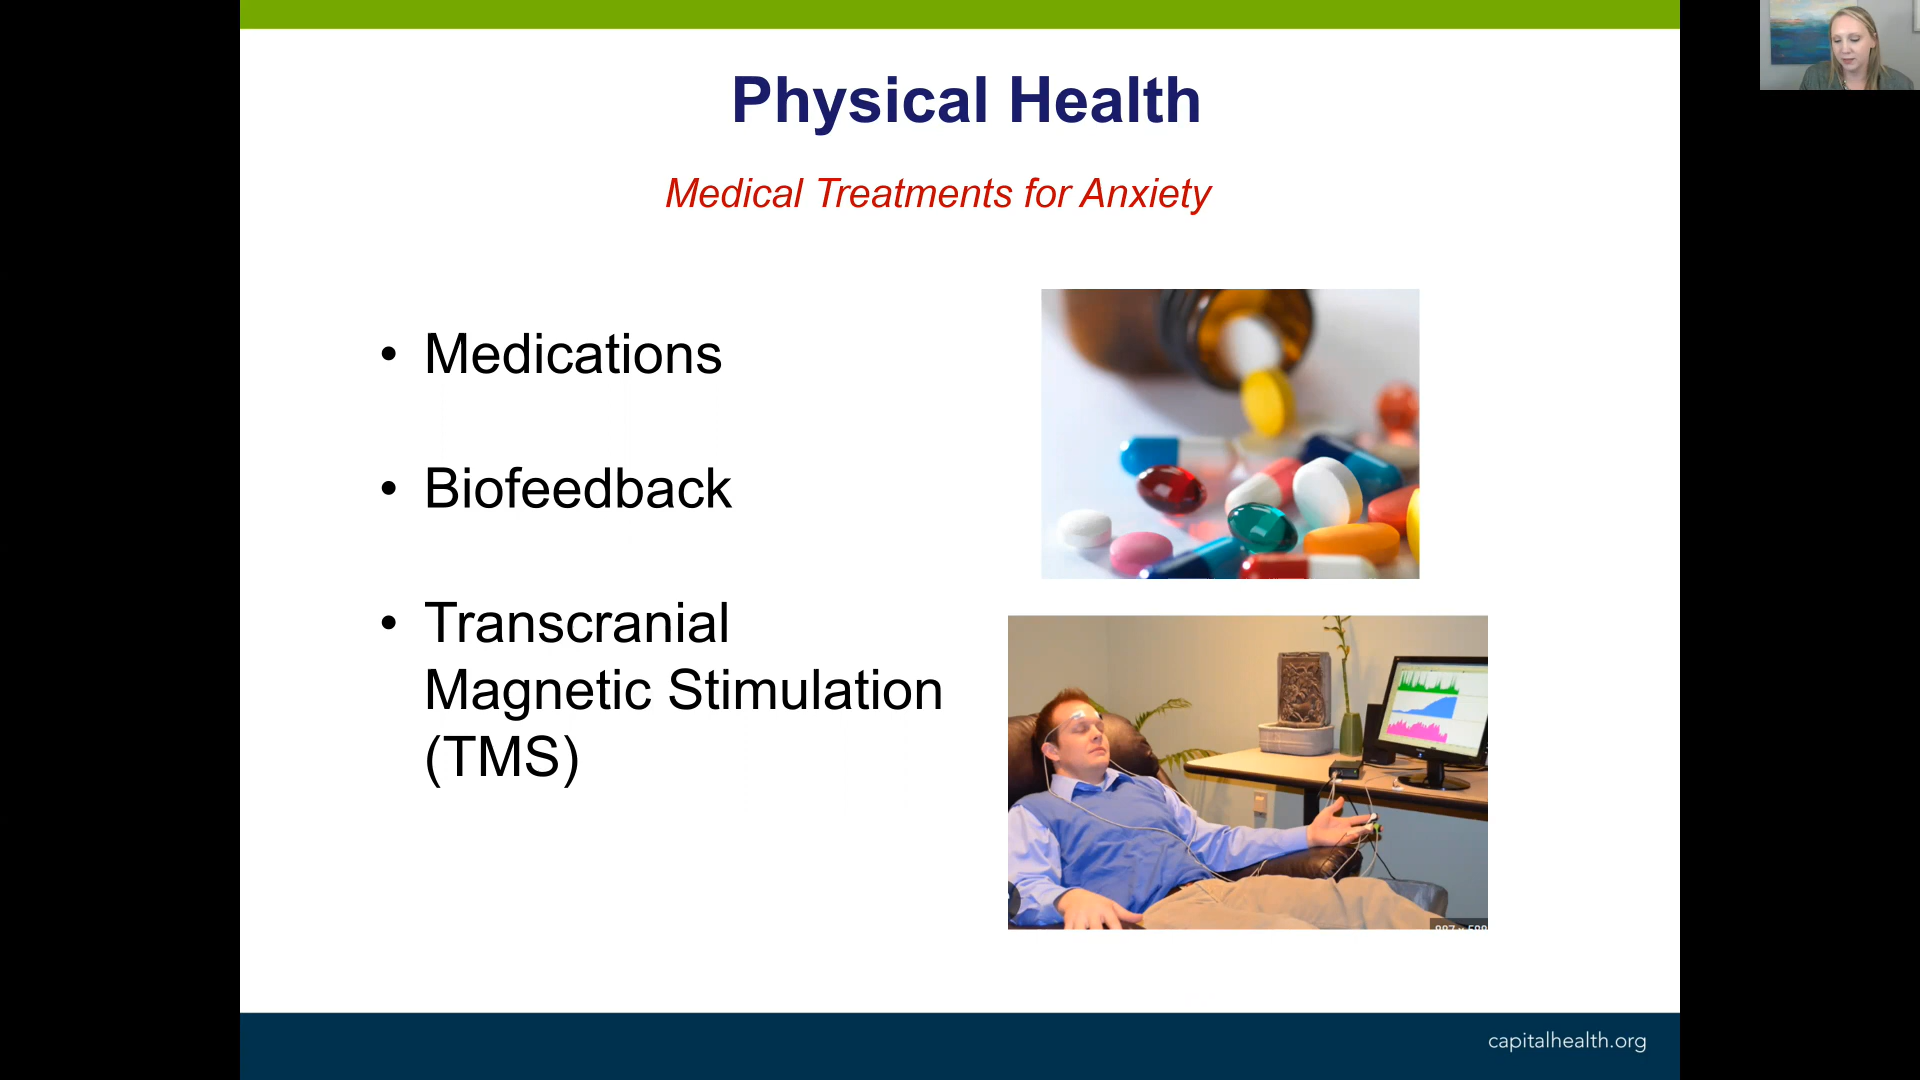 Physical Health
Medical Treatments for Anxiety
• Medications
• Biofeedback
• Transcranial
Magnetic Stimulation
(TMS)
capitalhealth.org